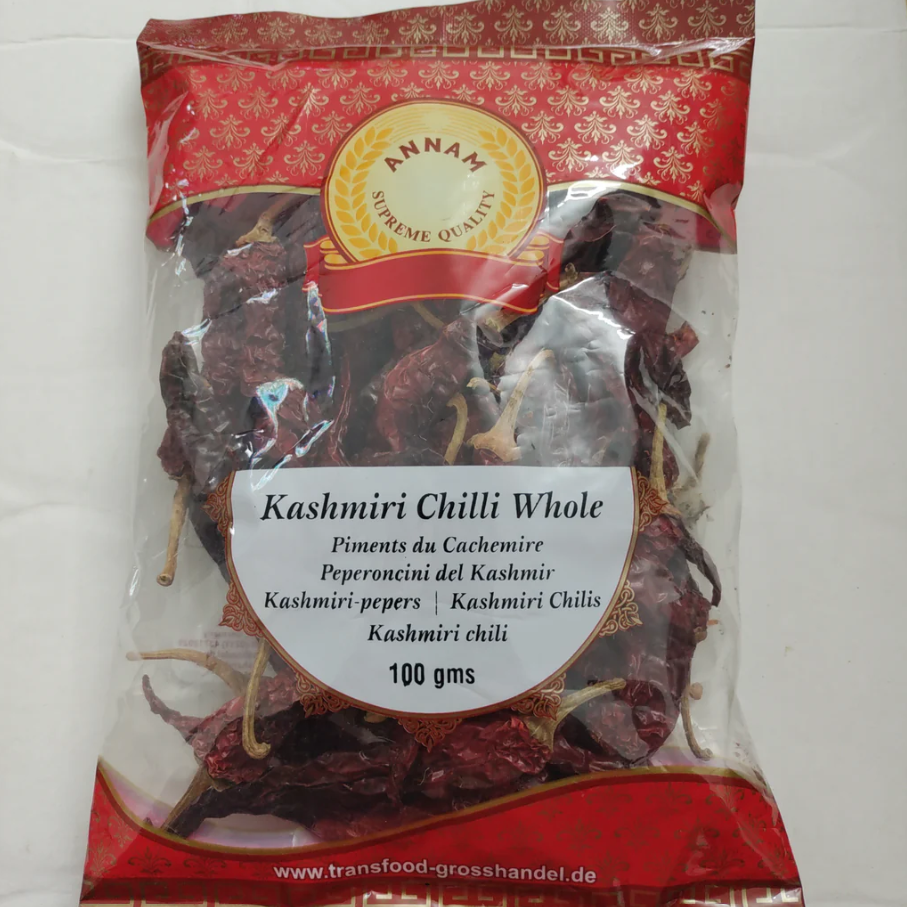 ANNAM
SUPREME QUALITY
Kashmiri Chilli Whole
Piments du Cachemire
Peperoncini del Kashmir
Kashmiri-pepers | Kashmiri Chilis
Kashmiri chili
100 gms
www.transfood-grosshandel.de